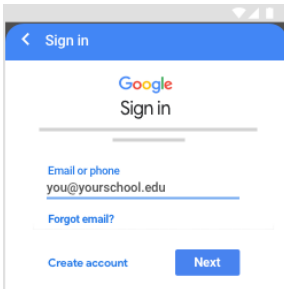 Sign in
Google
Sign in
Email or phone
you@yourschool.edu
Forgot email?
Create account
Next